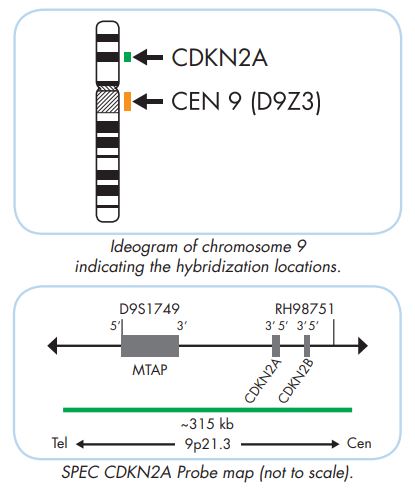 CDKN2A
CEN 9 (D9Z3)
Ideogram of chromosome 9
indicating the hybridization locations.
D9S1749 RH98751
5’ 3’ 3’ 5’ 3’ 5’
MTAP CDKN2A CDKN2B
~315 kb
Tel 9p21.3 Cen
SPEC CDKN2A Probe map (not to scale).